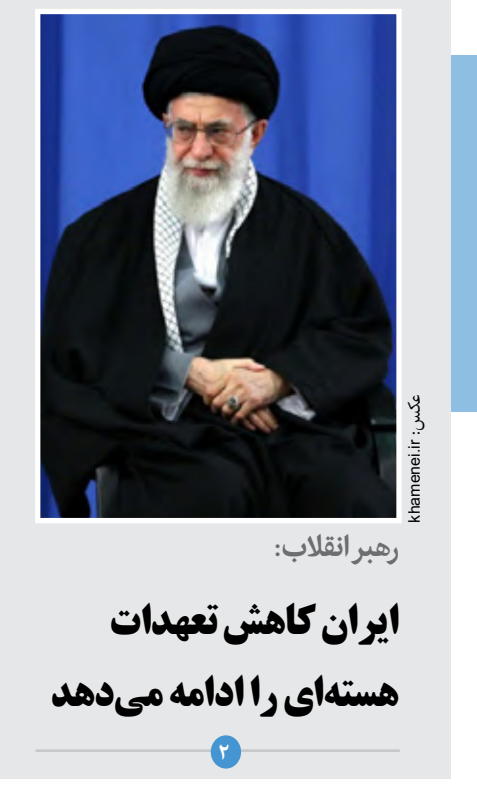 عکس: khamenei.ir
رهبر انقلاب:
ایران کاهش تعهدات
هسته‌ای را ادامه می‌دهد
۲